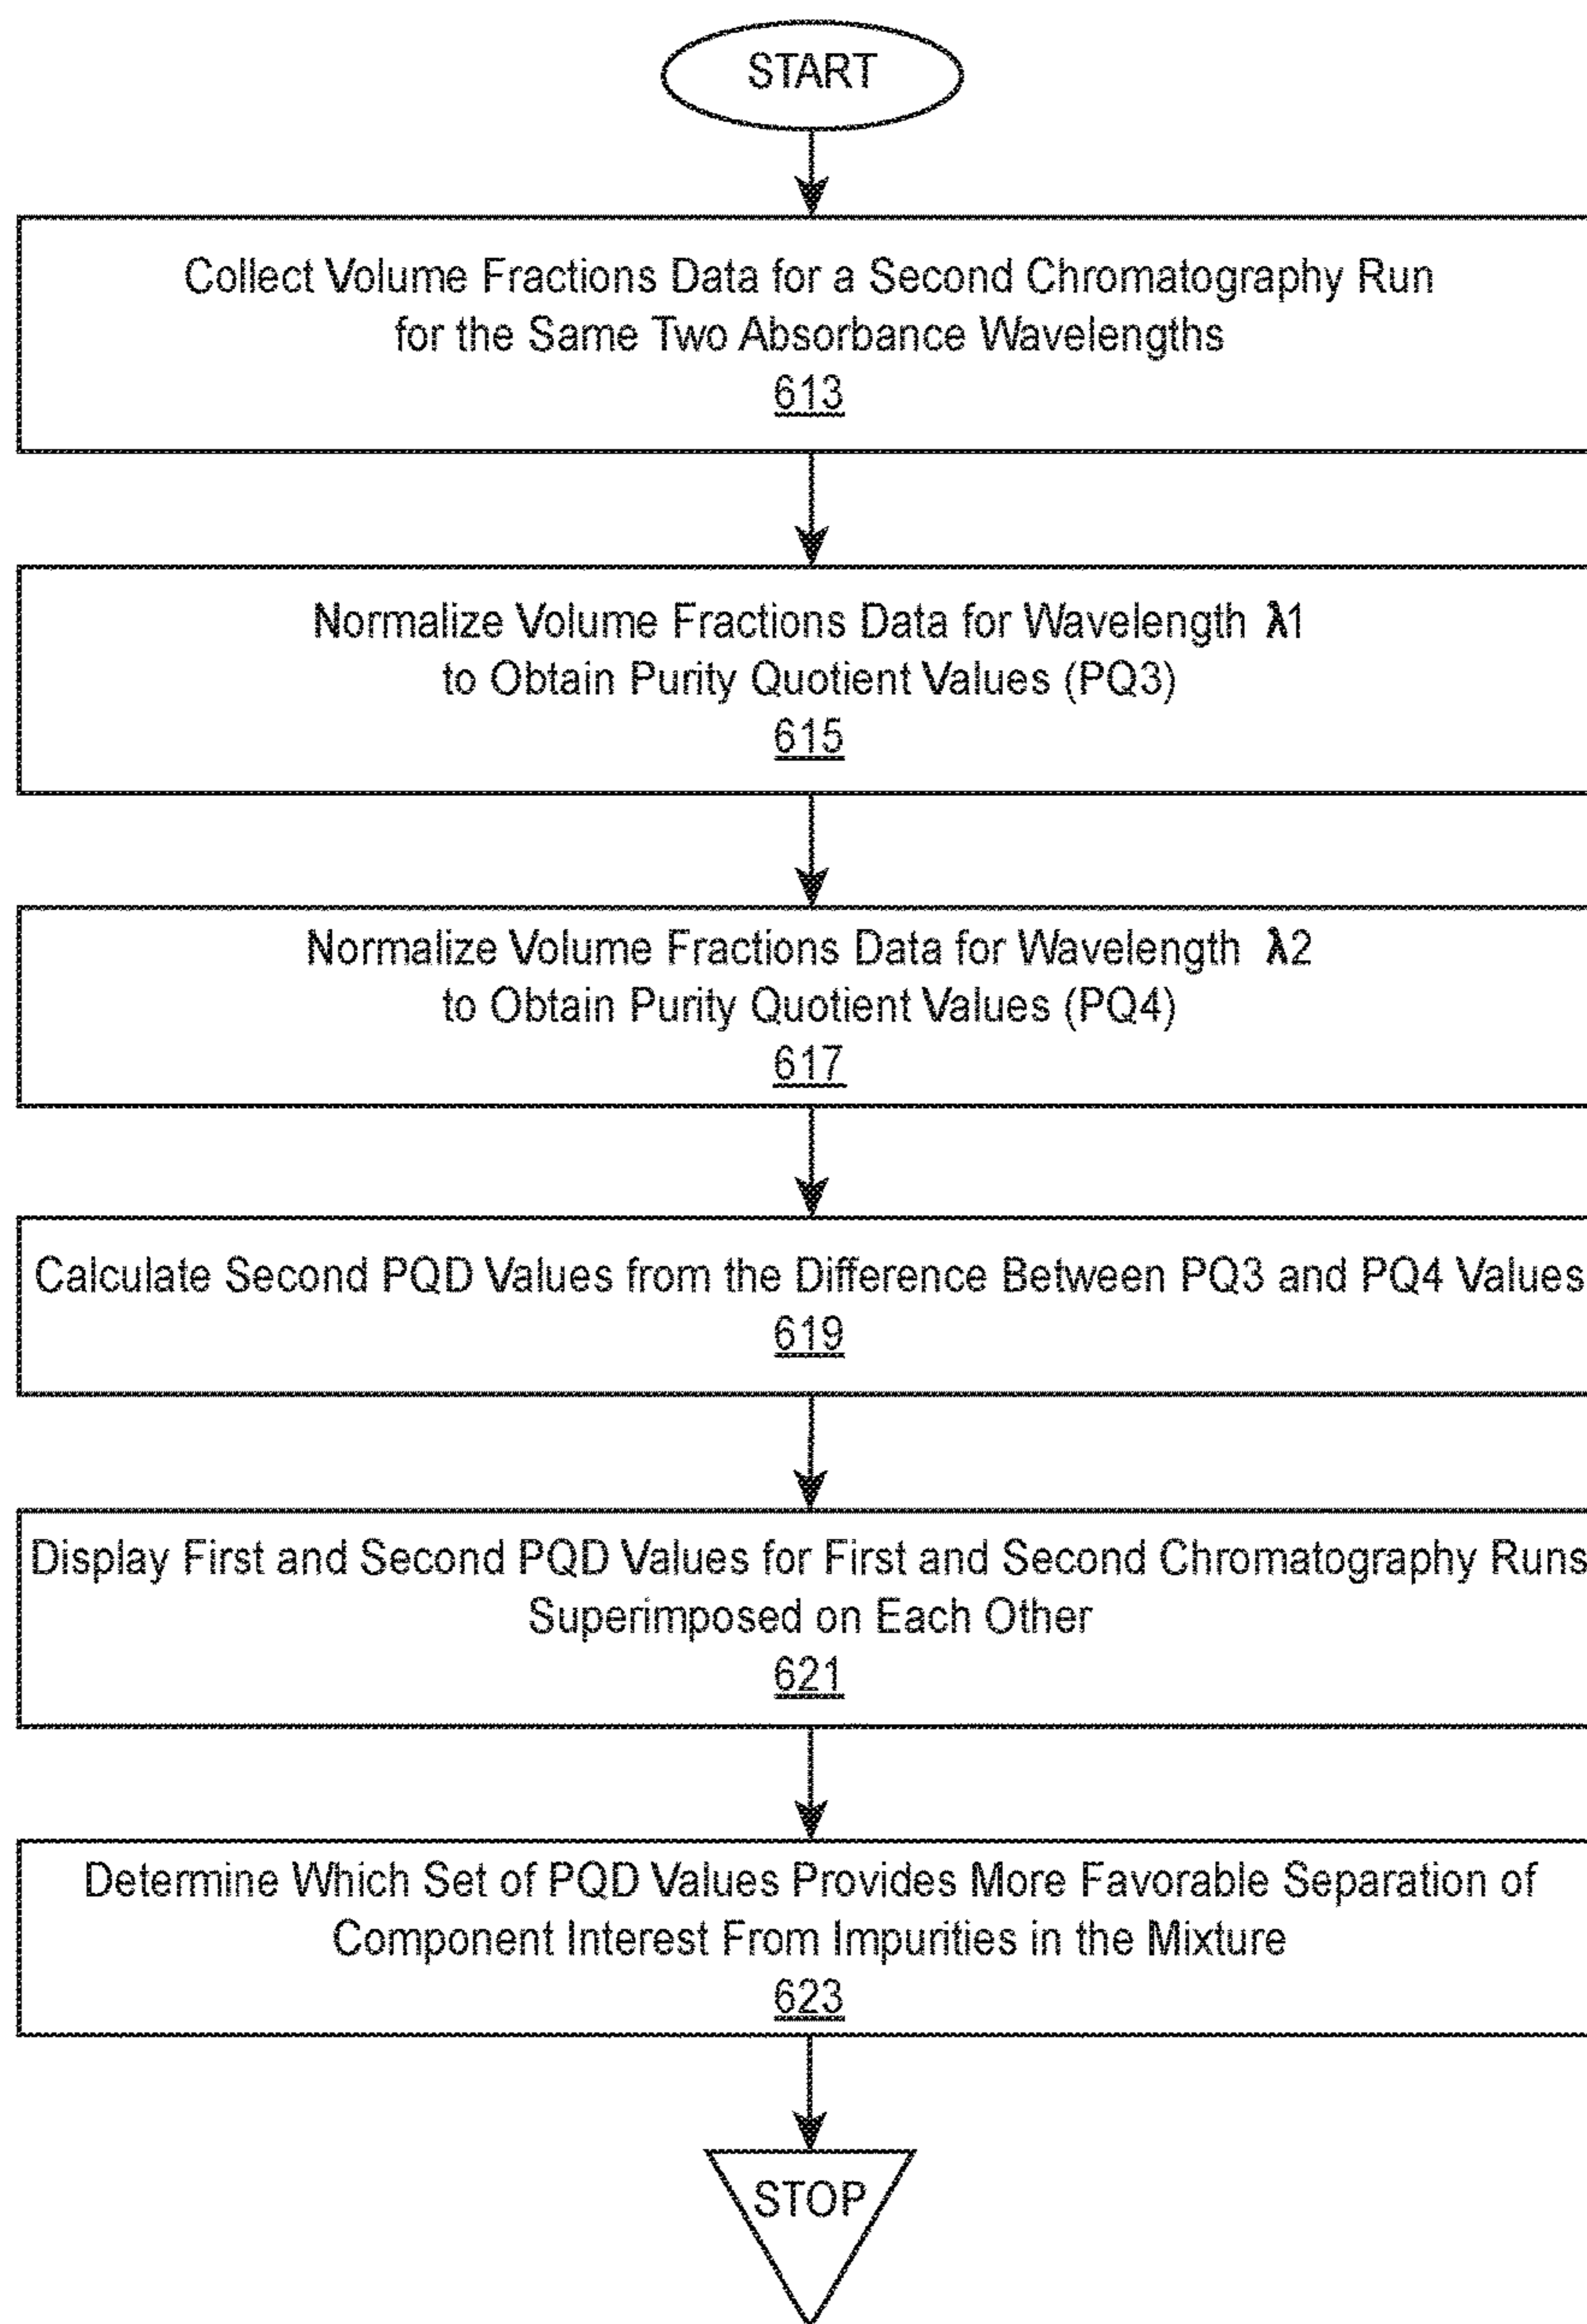 START
Collect Volume Fractions Data for a Second Chromatography Run
for the Same Two Absorbance Wavelengths
613
Normalize Volume Fractions Data for Wavelength λ1
to Obtain Purity Quotient Values (PQ3)
615
Normalize Volume Fractions Data for Wavelength λ2
to Obtain Purity Quotient Values (PQ4)
617
Calculate Second PQD Values from the Difference Between PQ3 and PQ4 Values
619
Display First and Second PQD Values for First and Second Chromatography Runs
Superimposed on Each Other
621
Determine Which Set of PQD Values Provides More Favorable Separation of
Component Interest From Impurities in the Mixture
623
STOP